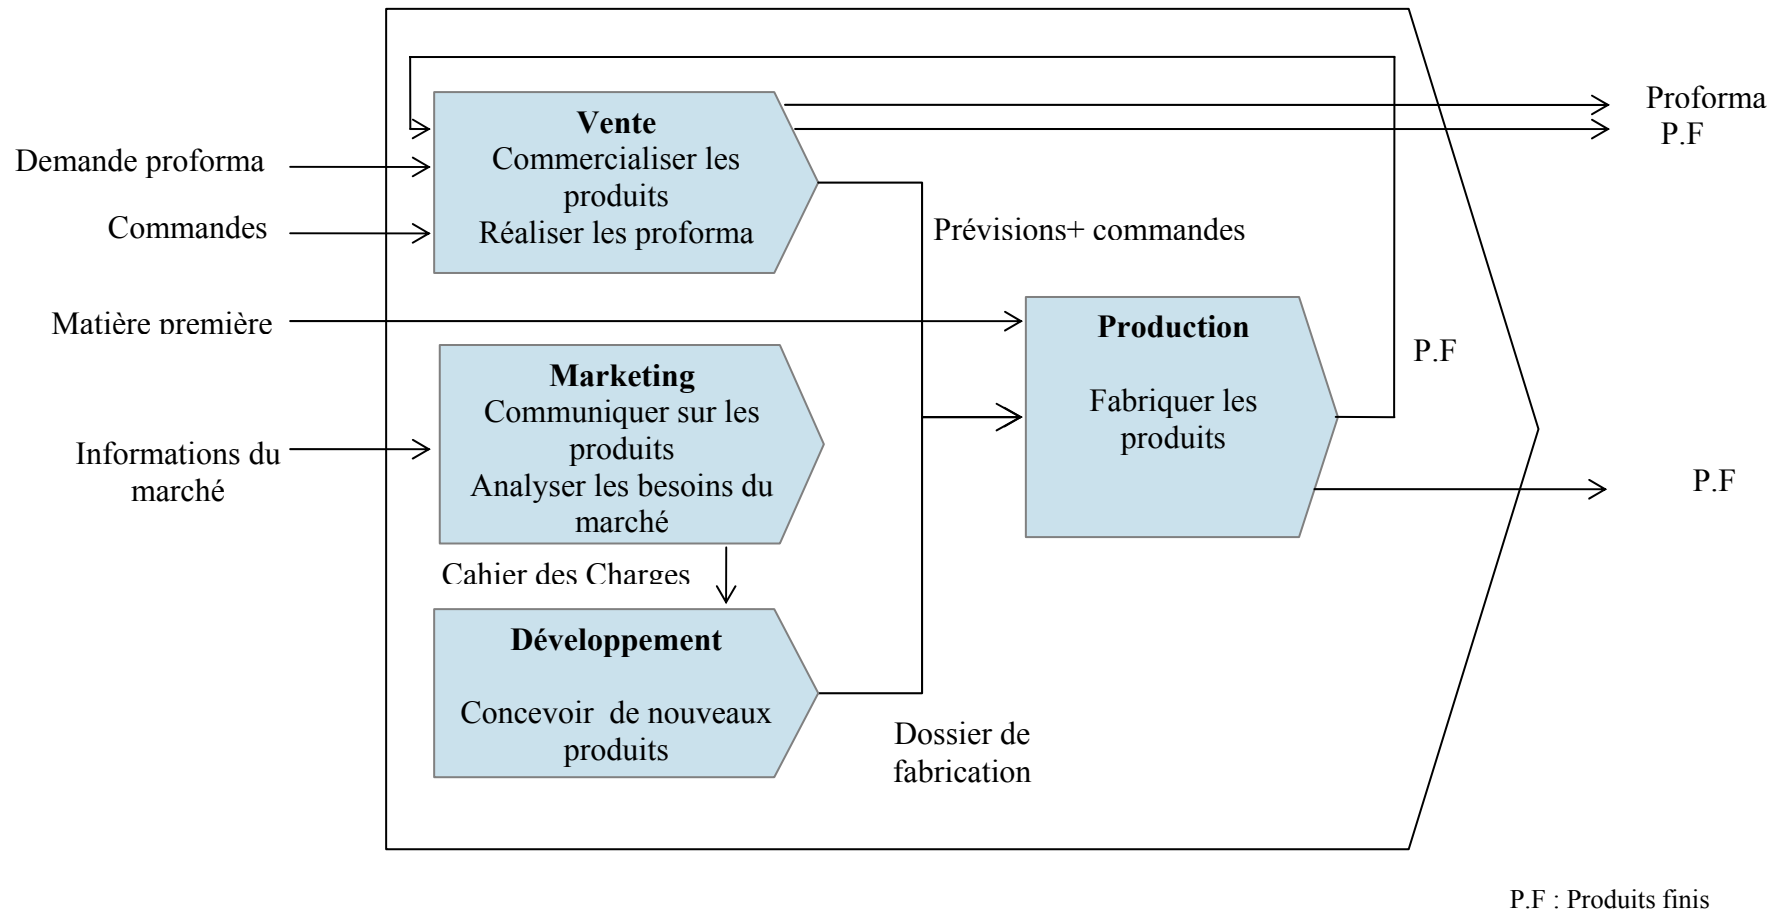 Proforma
P.F
Vente
Commercialiser les
produits
Réaliser les proforma
Demande proforma
Commandes
Prévisions+ commandes
Matière première
Production
Fabriquer les
produits
P.F
Marketing
Communiquer sur les
produits
Analyser les besoins du
marché
Informations du
marché
P.F
Cahier des Charges
Développement
Concevoir  de nouveaux
produits
Dossier de
fabrication
P.F : Produits finis